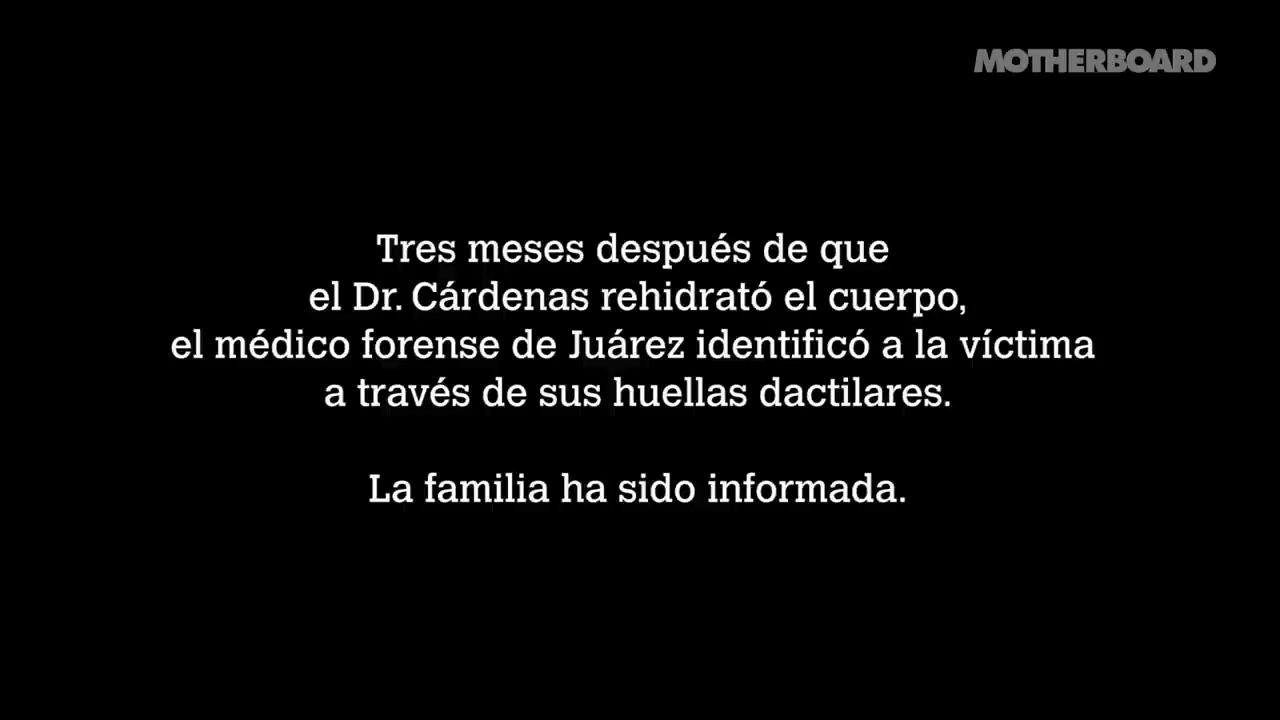 MOTHERBOARD
Tres meses después de que
el Dr. Cárdenas rehidrató el cuerpo,
el médico forense de Juárez identificó a la víctima
a través de sus huellas dactilares.
La familia ha sido informada.